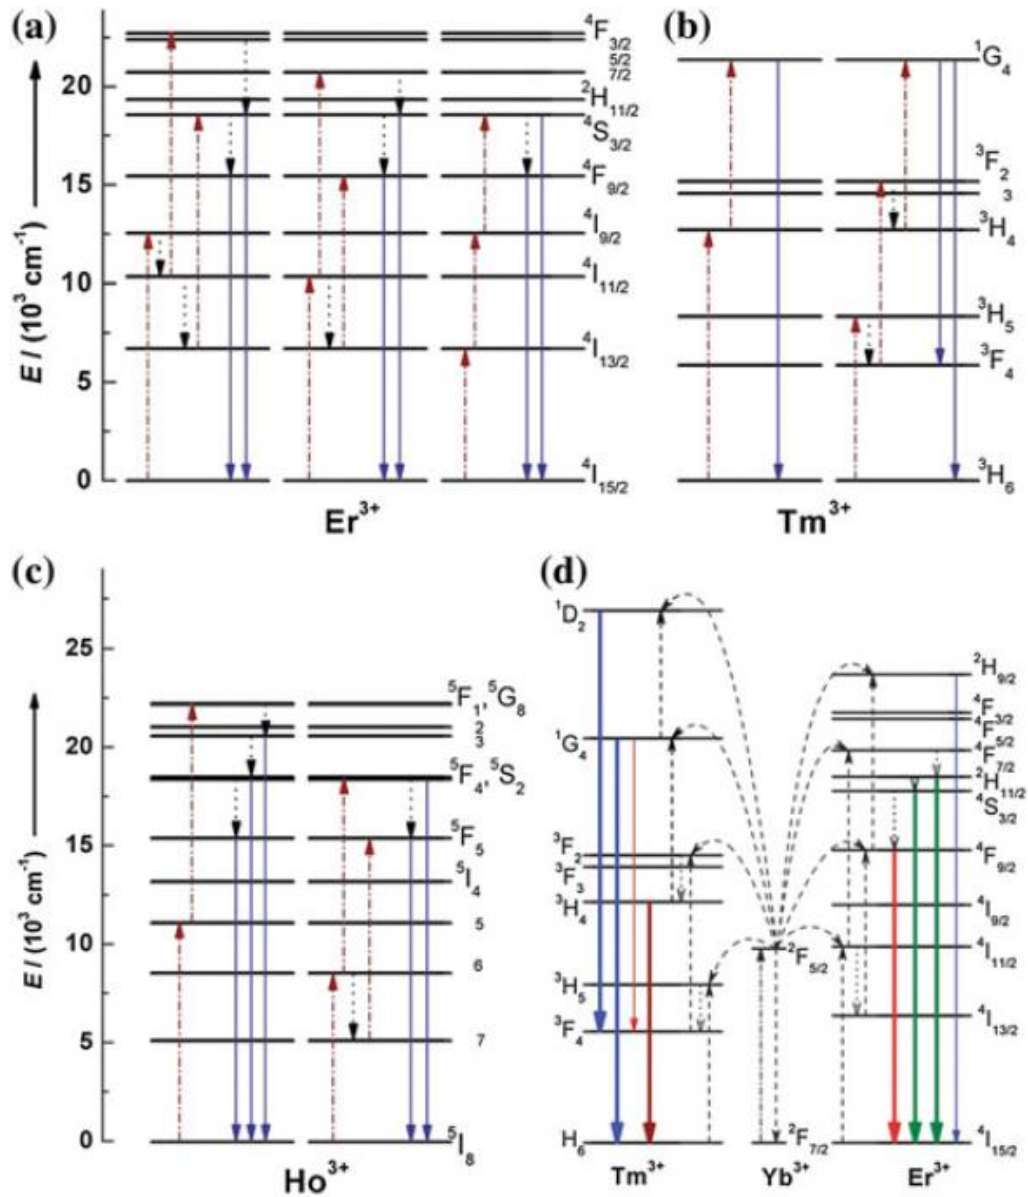 (a)
E / (10³ cm⁻¹)
20
15
10
5
0
⁴F₃/₂
₅/₂
₇/₂
²H₁₁/₂
⁴S₃/₂
⁴F₉/₂
⁴I₉/₂
⁴I₁₁/₂
⁴I₁₃/₂
⁴I₁₅/₂
Er³⁺
(b)
¹G₄
³F₂
₃
³H₄
³H₅
³F₄
³H₆
Tm³⁺
(c)
E / (10³ cm⁻¹)
25
20
15
10
5
0
⁵F₁, ⁵G₈
₂
₃
⁵F₄, ⁵S₂
⁵F₅
⁵I₄
₅
₆
₇
⁵I₈
Ho³⁺
(d)
¹D₂
¹G₄
³F₂
³F₃
³H₄
³H₅
³F₄
H₆
Tm³⁺
²F₅/₂
²F₇/₂
Yb³⁺
²H₉/₂
⁴F₃/₂
⁴F₅/₂
⁴F₇/₂
²H₁₁/₂
⁴S₃/₂
⁴F₉/₂
⁴I₉/₂
⁴I₁₁/₂
⁴I₁₃/₂
⁴I₁₅/₂
Er³⁺